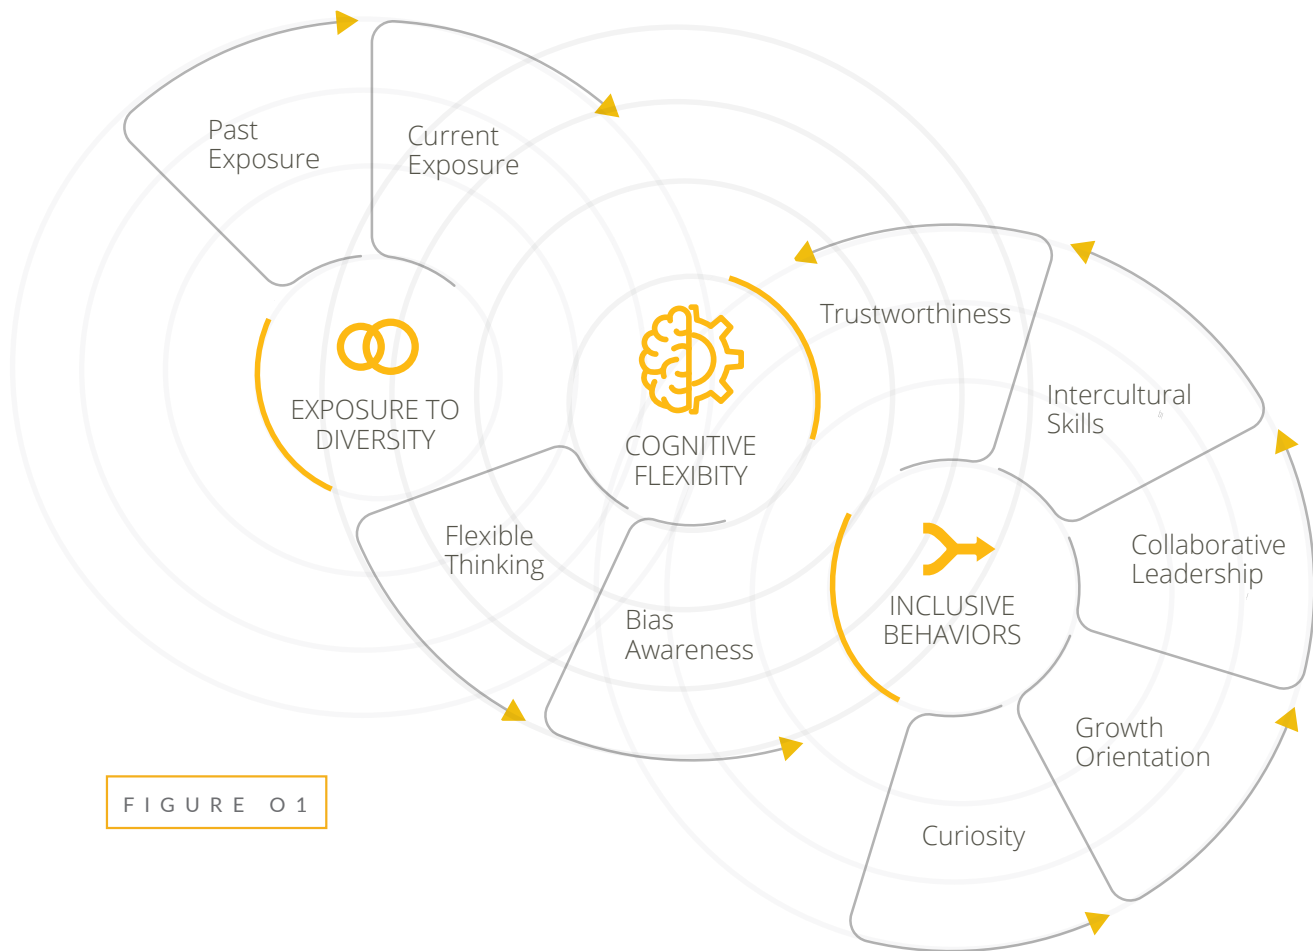 Past
Exposure
Current
Exposure
EXPOSURE TO
DIVERSITY
COGNITIVE
FLEXIBITY
Flexible
Thinking
Bias
Awareness
Trustworthiness
Intercultural
Skills
Collaborative
Leadership
INCLUSIVE
BEHAVIORS
Growth
Orientation
Curiosity
FIGURE O1